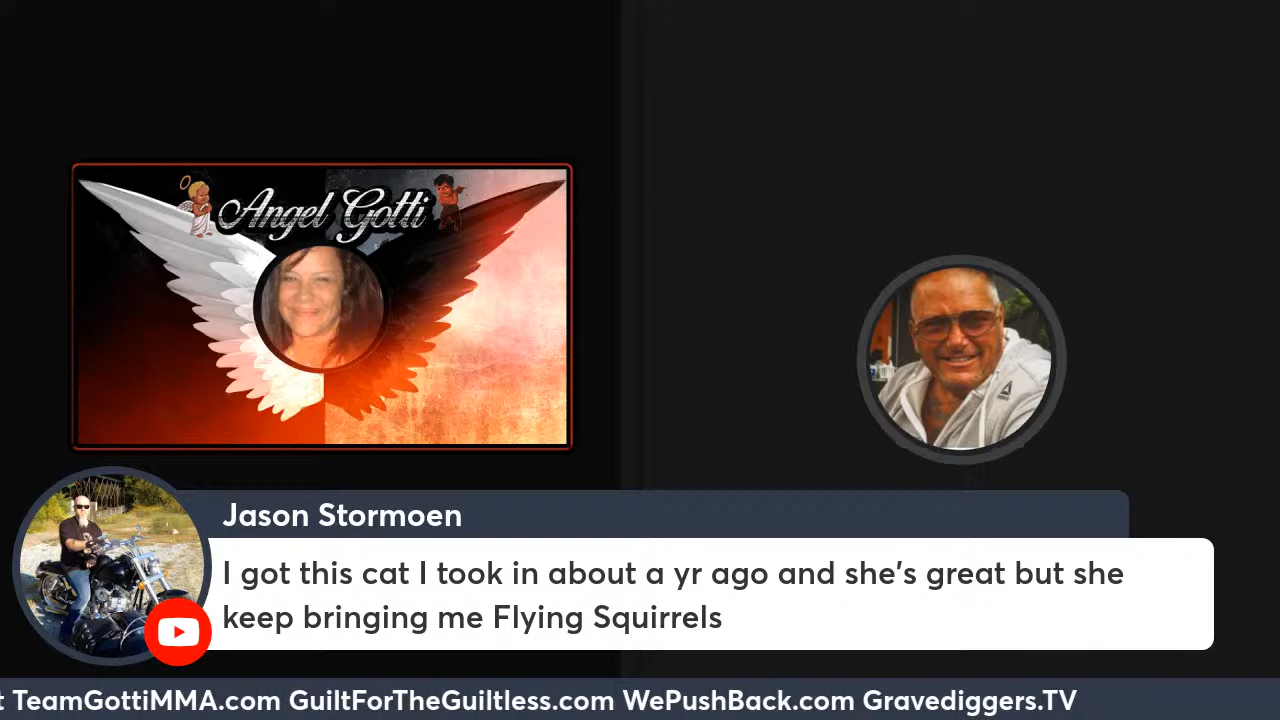 Angel Gotti
Jason Stormoen
I got this cat I took in about a yr ago and she's great but she
keep bringing me Flying Squirrels
t TeamGottiMMA.com GuiltForTheGuiltless.com WePushBack.com Gravediggers.TV